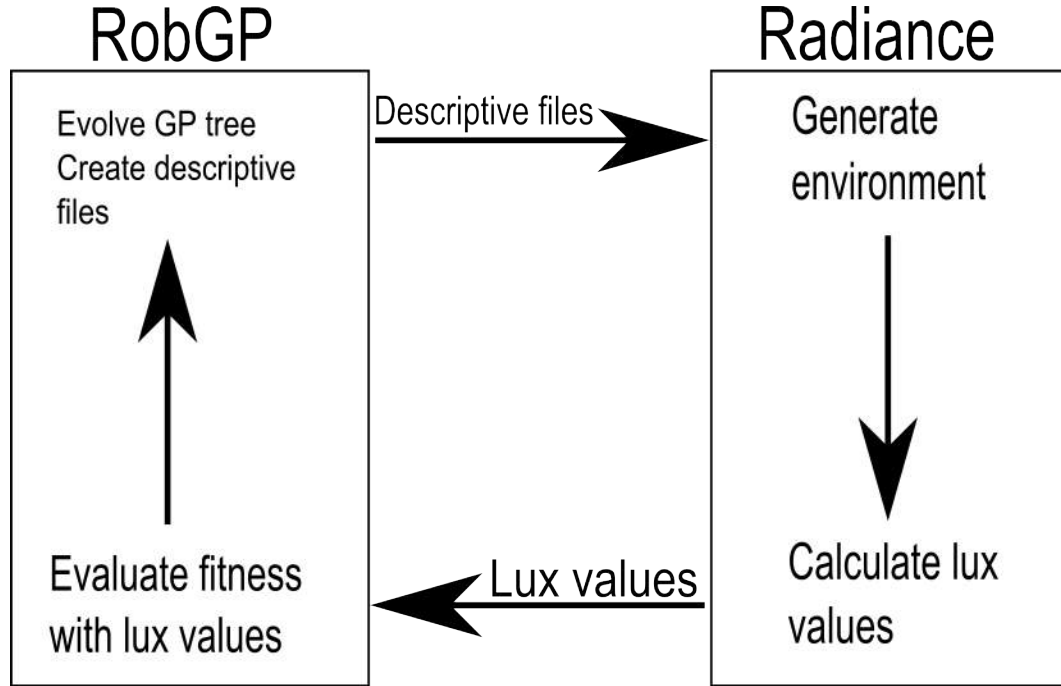 RobGP
Radiance
Evolve GP tree
Create descriptive
files
Descriptive files
Generate
environment
Evaluate fitness
with lux values
Lux values
Calculate lux
values